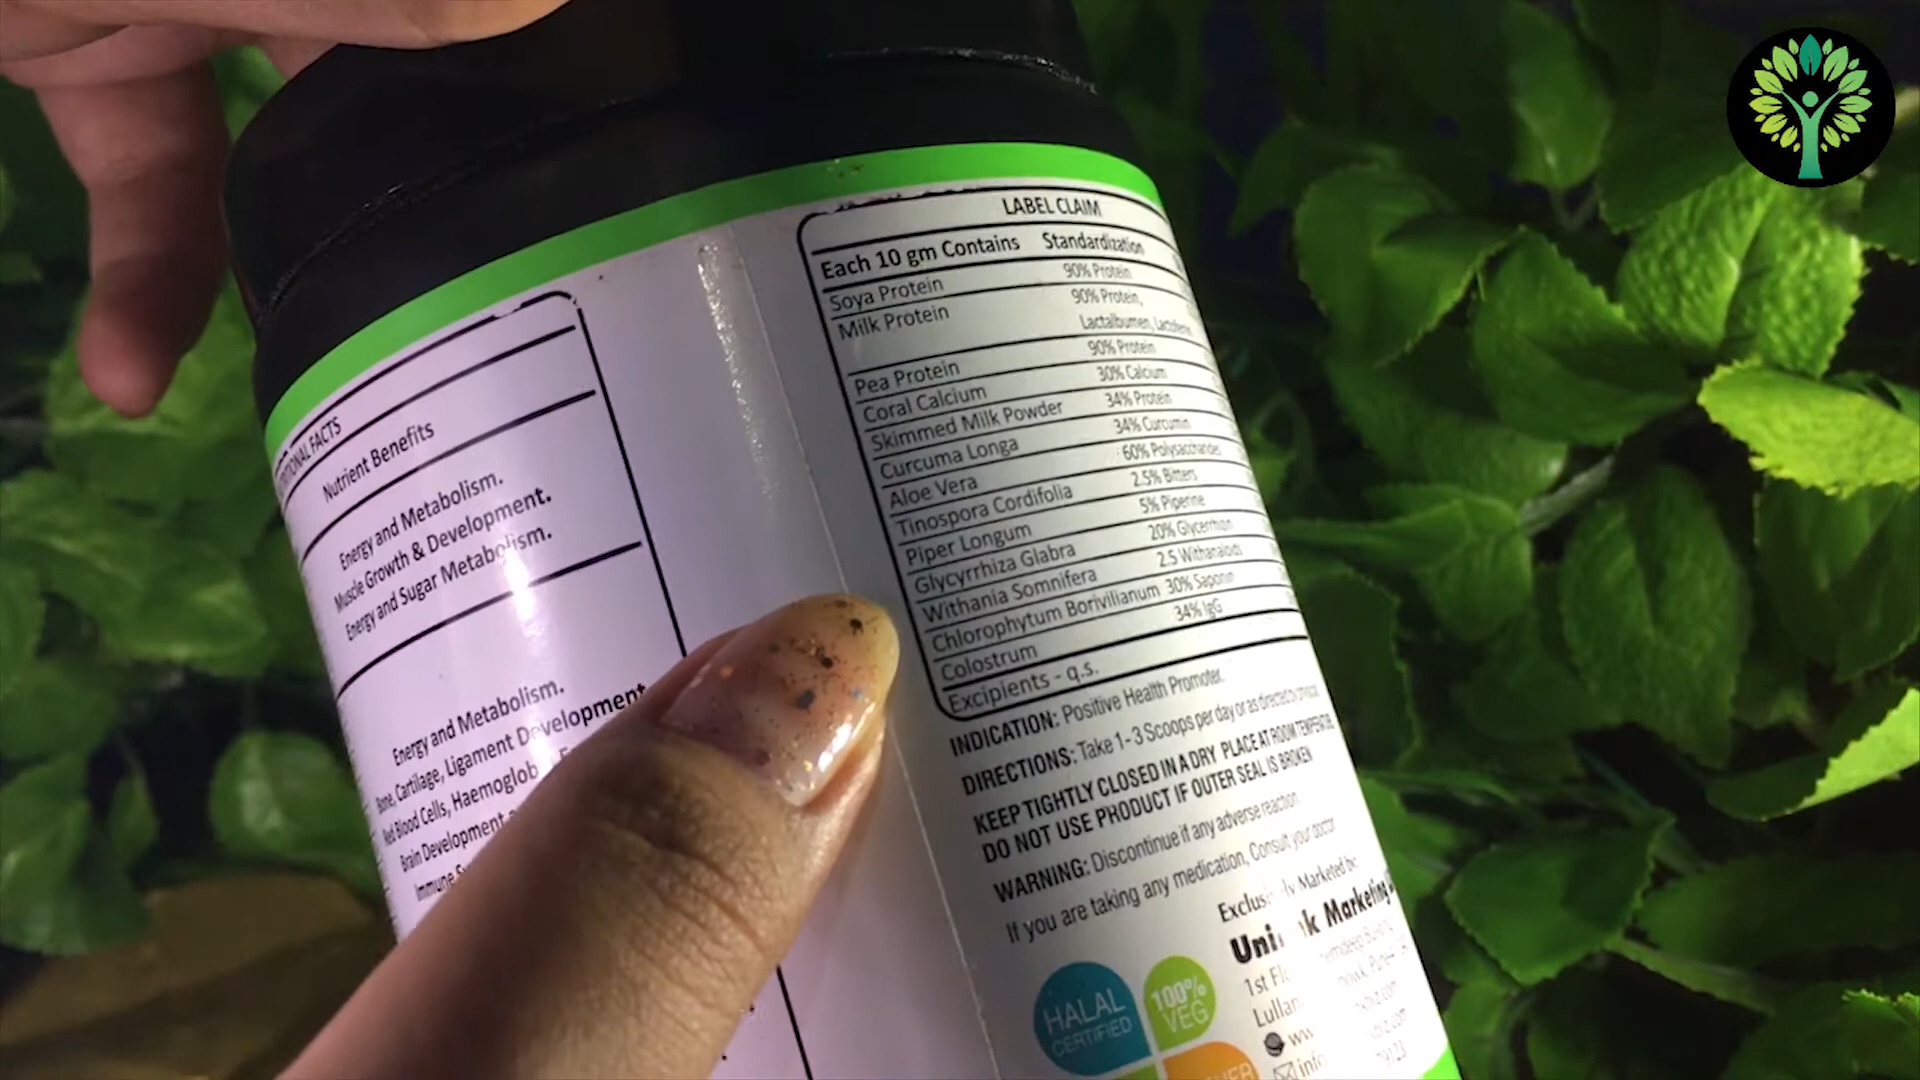 Nutrient Benefits
Energy and Metabolism.
Muscle Growth & Development.
Energy and Sugar Metabolism.
Energy and Metabolism.
Bone, Cartilage, Ligament Development
Red Blood Cells,
Brain Development
Immune
LABEL CLAIM
Each 10 gm Contains Standardization
Soya Protein 90% Protein
Milk Protein 90% Protein,
Lactalbumen,
Pea Protein 90% Protein
Coral Calcium 30% Calcium
Skimmed Milk Powder 34% Protein
Curcuma Longa 34% Curcumin
Aloe Vera 60% Polysaccharides
Tinospora Cordifolia 2.5% Bitters
Piper Longum 5% Piperine
Glycyrrhiza Glabra 20%
Withania Somnifera 2.5
Chlorophytum Borivilianum 30% Saponin
Colostrum 34% IgG
Excipients - q.s.
INDICATION: Positive Health Promoter.
DIRECTIONS: Take 1- 3 Scoops per day or as directed by
KEEP TIGHTLY CLOSED IN A DRY PLACE AT ROOM
DO NOT USE PRODUCT IF OUTER SEAL IS BROKEN
WARNING: Discontinue if any adverse reaction.
If you are taking any medication, Consult your doctor
Marketed by:
Marketing
1st
HALAL
CERTIFIED
100%
VEG